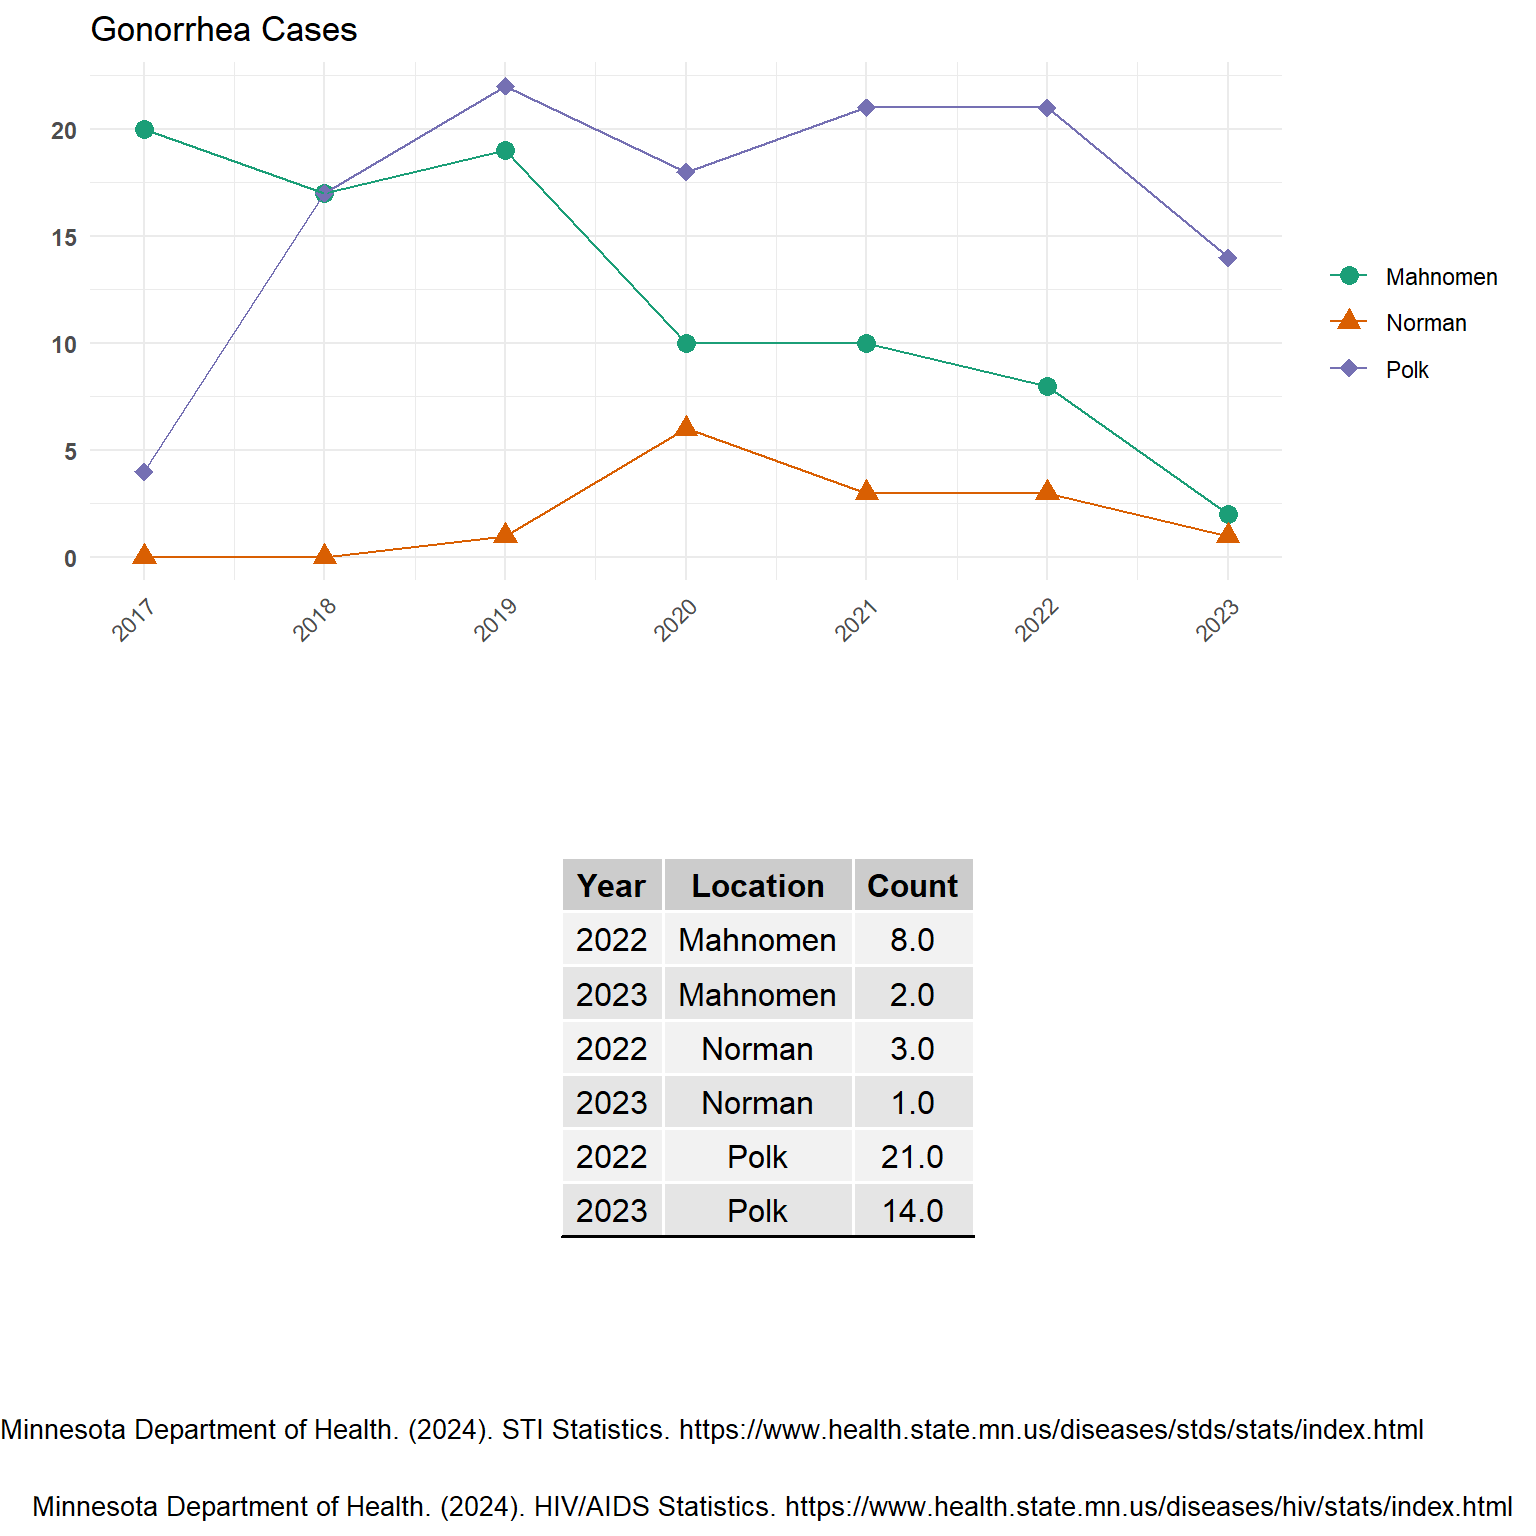 Gonorrhea Cases
20
15
10
5
0
2017 2018 2019 2020 2021 2022 2023
Mahnomen
Norman
Polk
Year Location Count
2022 Mahnomen 8.0
2023 Mahnomen 2.0
2022 Norman 3.0
2023 Norman 1.0
2022 Polk 21.0
2023 Polk 14.0
Minnesota Department of Health. (2024). STI Statistics. https://www.health.state.mn.us/diseases/stds/stats/index.html
Minnesota Department of Health. (2024). HIV/AIDS Statistics. https://www.health.state.mn.us/diseases/hiv/stats/index.html